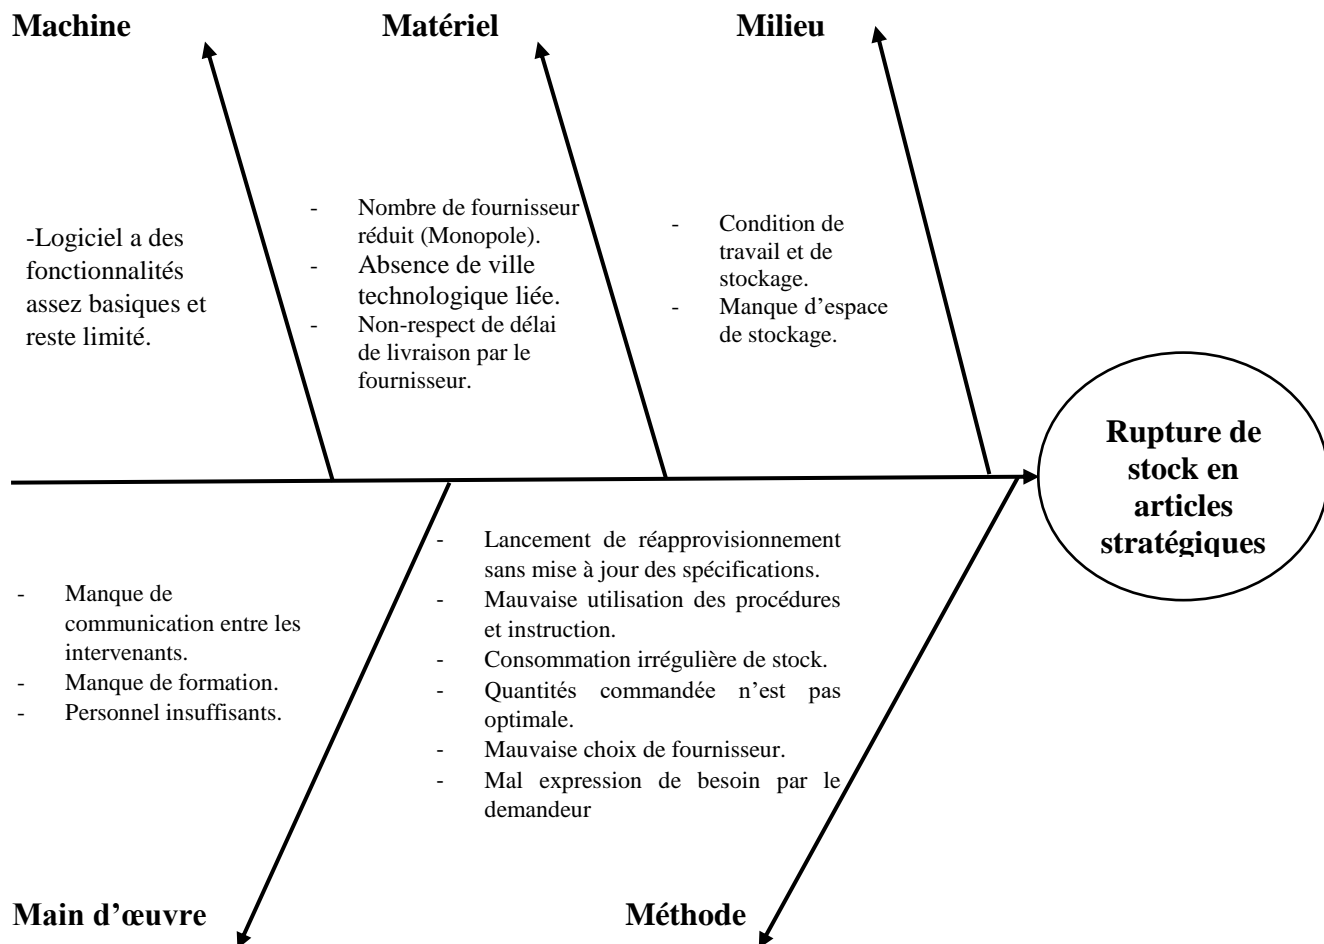 Machine
Matériel
Milieu
-Logiciel a des
fonctionnalités
assez basiques et
reste limité.
- Nombre de fournisseur
réduit (Monopole).
- Absence de ville
technologique liée.
- Non-respect de délai
de livraison par le
fournisseur.
- Condition de
travail et de
stockage.
- Manque d’espace
de stockage.
Rupture de
stock en
articles
stratégiques
- Manque de
communication entre les
intervenants.
- Manque de formation.
- Personnel insuffisants.
- Lancement de réapprovisionnement
sans mise à jour des spécifications.
- Mauvaise utilisation des procédures
et instruction.
- Consommation irrégulière de stock.
- Quantités commandée n’est pas
optimale.
- Mauvaise choix de fournisseur.
- Mal expression de besoin par le
demandeur
Main d’œuvre
Méthode